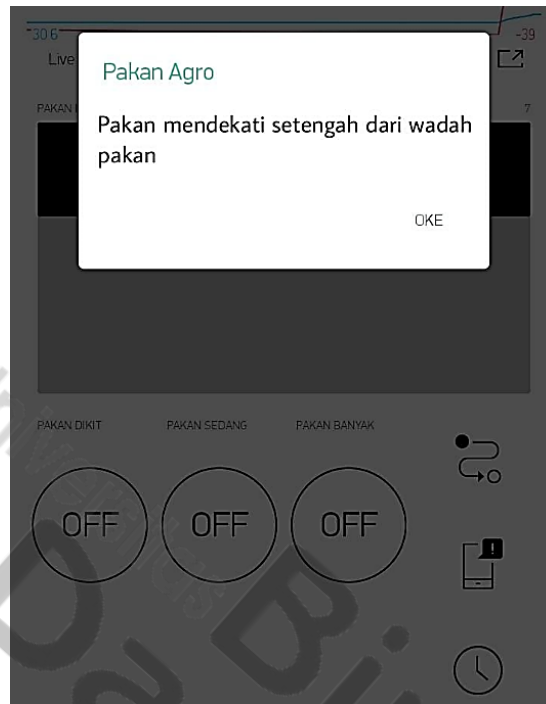 -30.6 -39
Live
PAKAN
7
Pakan Agro
Pakan mendekati setengah dari wadah
pakan
OKE
PAKAN DIKIT PAKAN SEDANG PAKAN BANYAK
OFF OFF OFF
Universitas